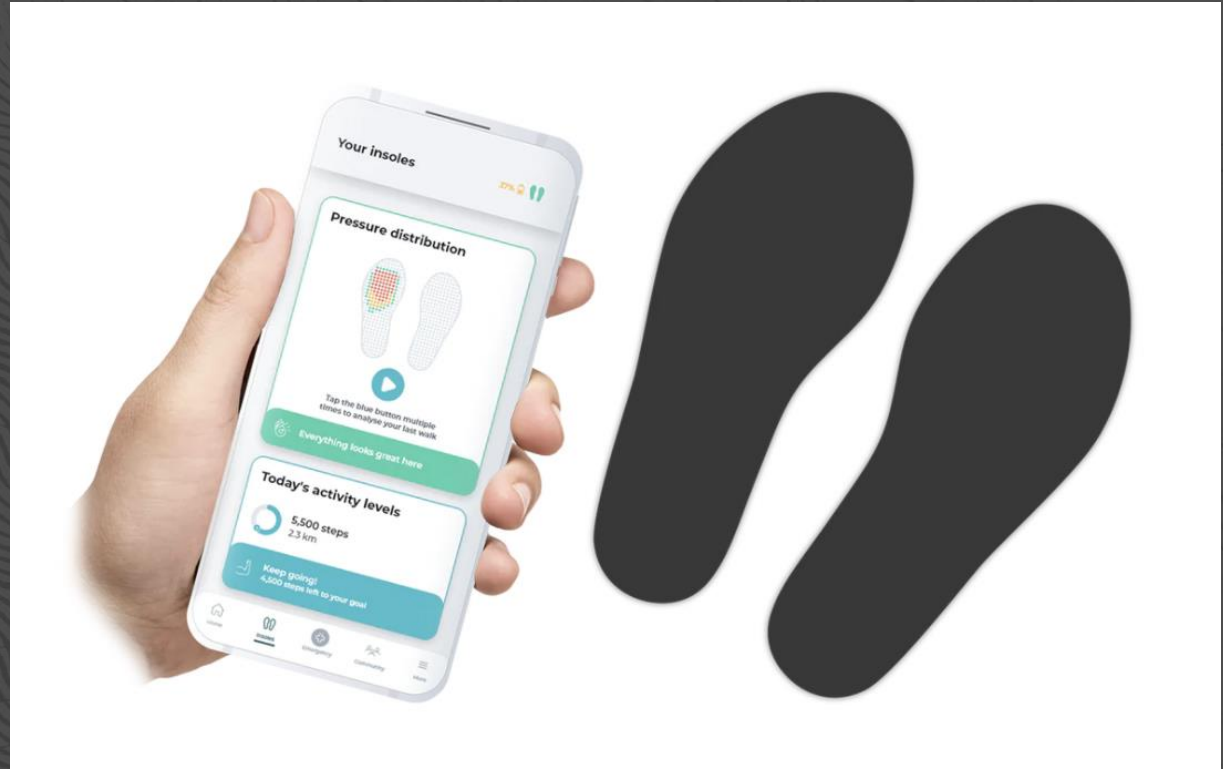 Your insoles
27%
Pressure distribution
Tap the blue button multiple
times to analyse your last walk
Everything looks great here
Today's activity levels
5,500 steps
2.3 km
Keep going!
4,500 steps left to your goal
Home
Insoles
Emergency
Community
More